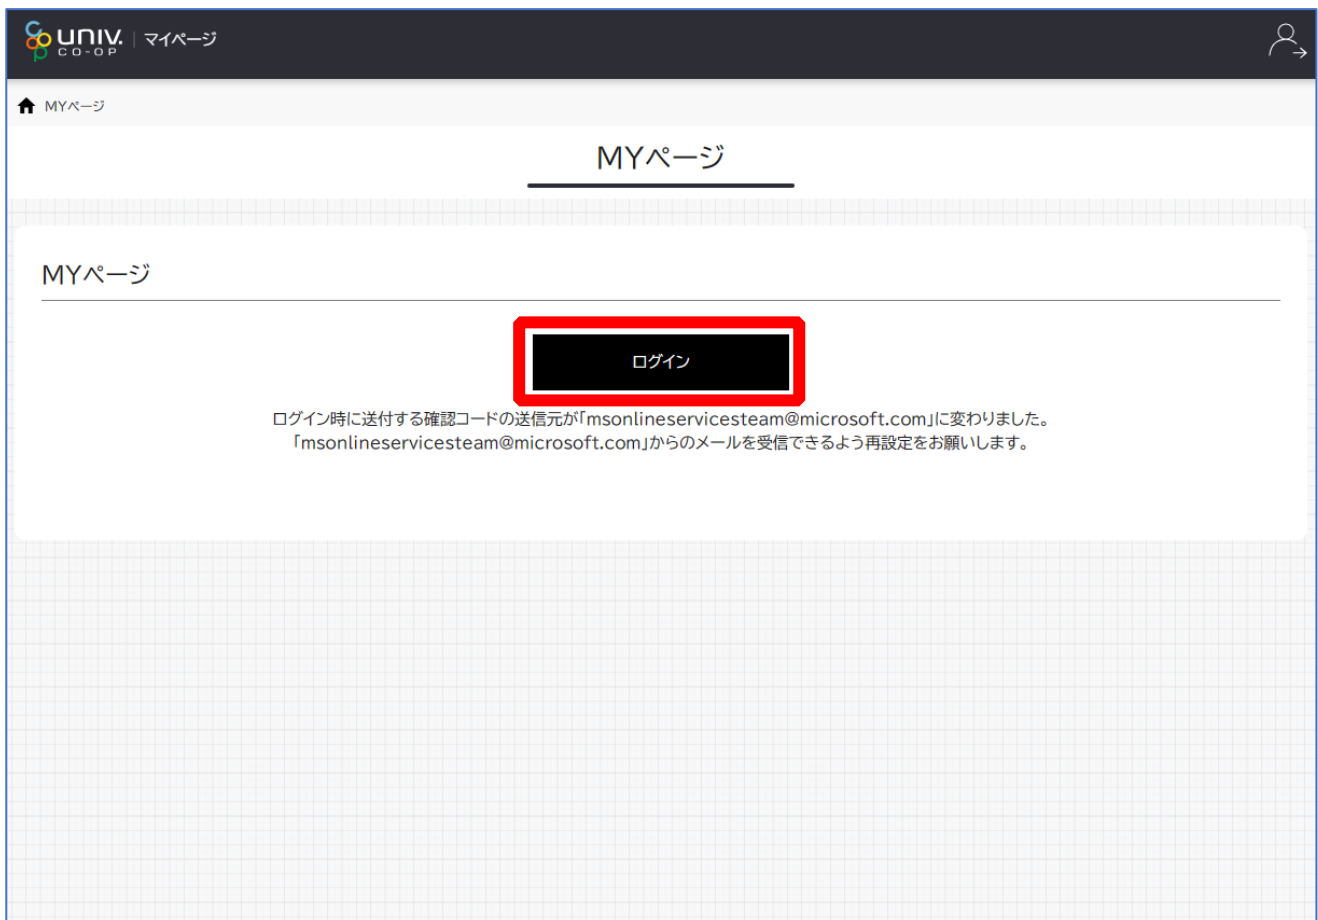 UNIV. CO-OP マイページ
MYページ
MYページ
MYページ
ログイン
ログイン時に送付する確認コードの送信元が「msonlineservicesteam@microsoft.com」に変わりました。
「msonlineservicesteam@microsoft.com」からのメールを受信できるよう再設定をお願いします。